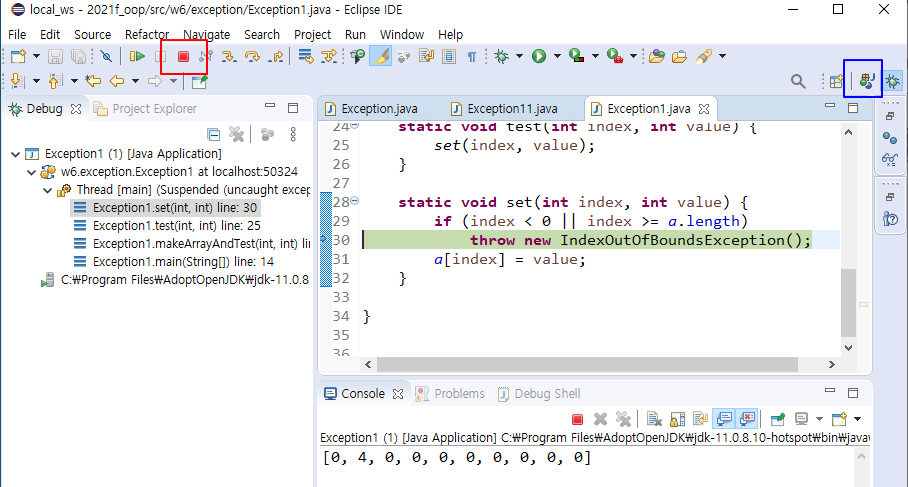 local_ws - 2021f_oop/src/w6/exception/Exception1.java - Eclipse IDE
File Edit Source Refactor Navigate Search Project Run Window Help
Debug
Project Explorer
Exception1 (1) [Java Application]
w6.exception.Exception1 at localhost:50324
Thread [main] (Suspended (uncaught excep
Exception1.set(int, int) line: 30
Exception1.test(int, int) line: 25
Exception1.makeArrayAndTest(int, int) li
Exception1.main(String[]) line: 14
C:₩Program Files₩AdoptOpenJDK₩jdk-11.0.8.
Exception.java
Exception11.java
Exception1.java
24 static void test(int index, int value) {
25 set(index, value);
26 }
27
28 static void set(int index, int value) {
29 if (index < 0 || index >= a.length)
30 throw new IndexOutOfBoundsException();
31 a[index] = value;
32 }
33
34 }
35
36
Console
Problems
Debug Shell
Exception1 (1) [Java Application] C:₩Program Files₩AdoptOpenJDK₩jdk-11.0.8.10-hotspot₩bin₩javaw
[0, 4, 0, 0, 0, 0, 0, 0, 0, 0]